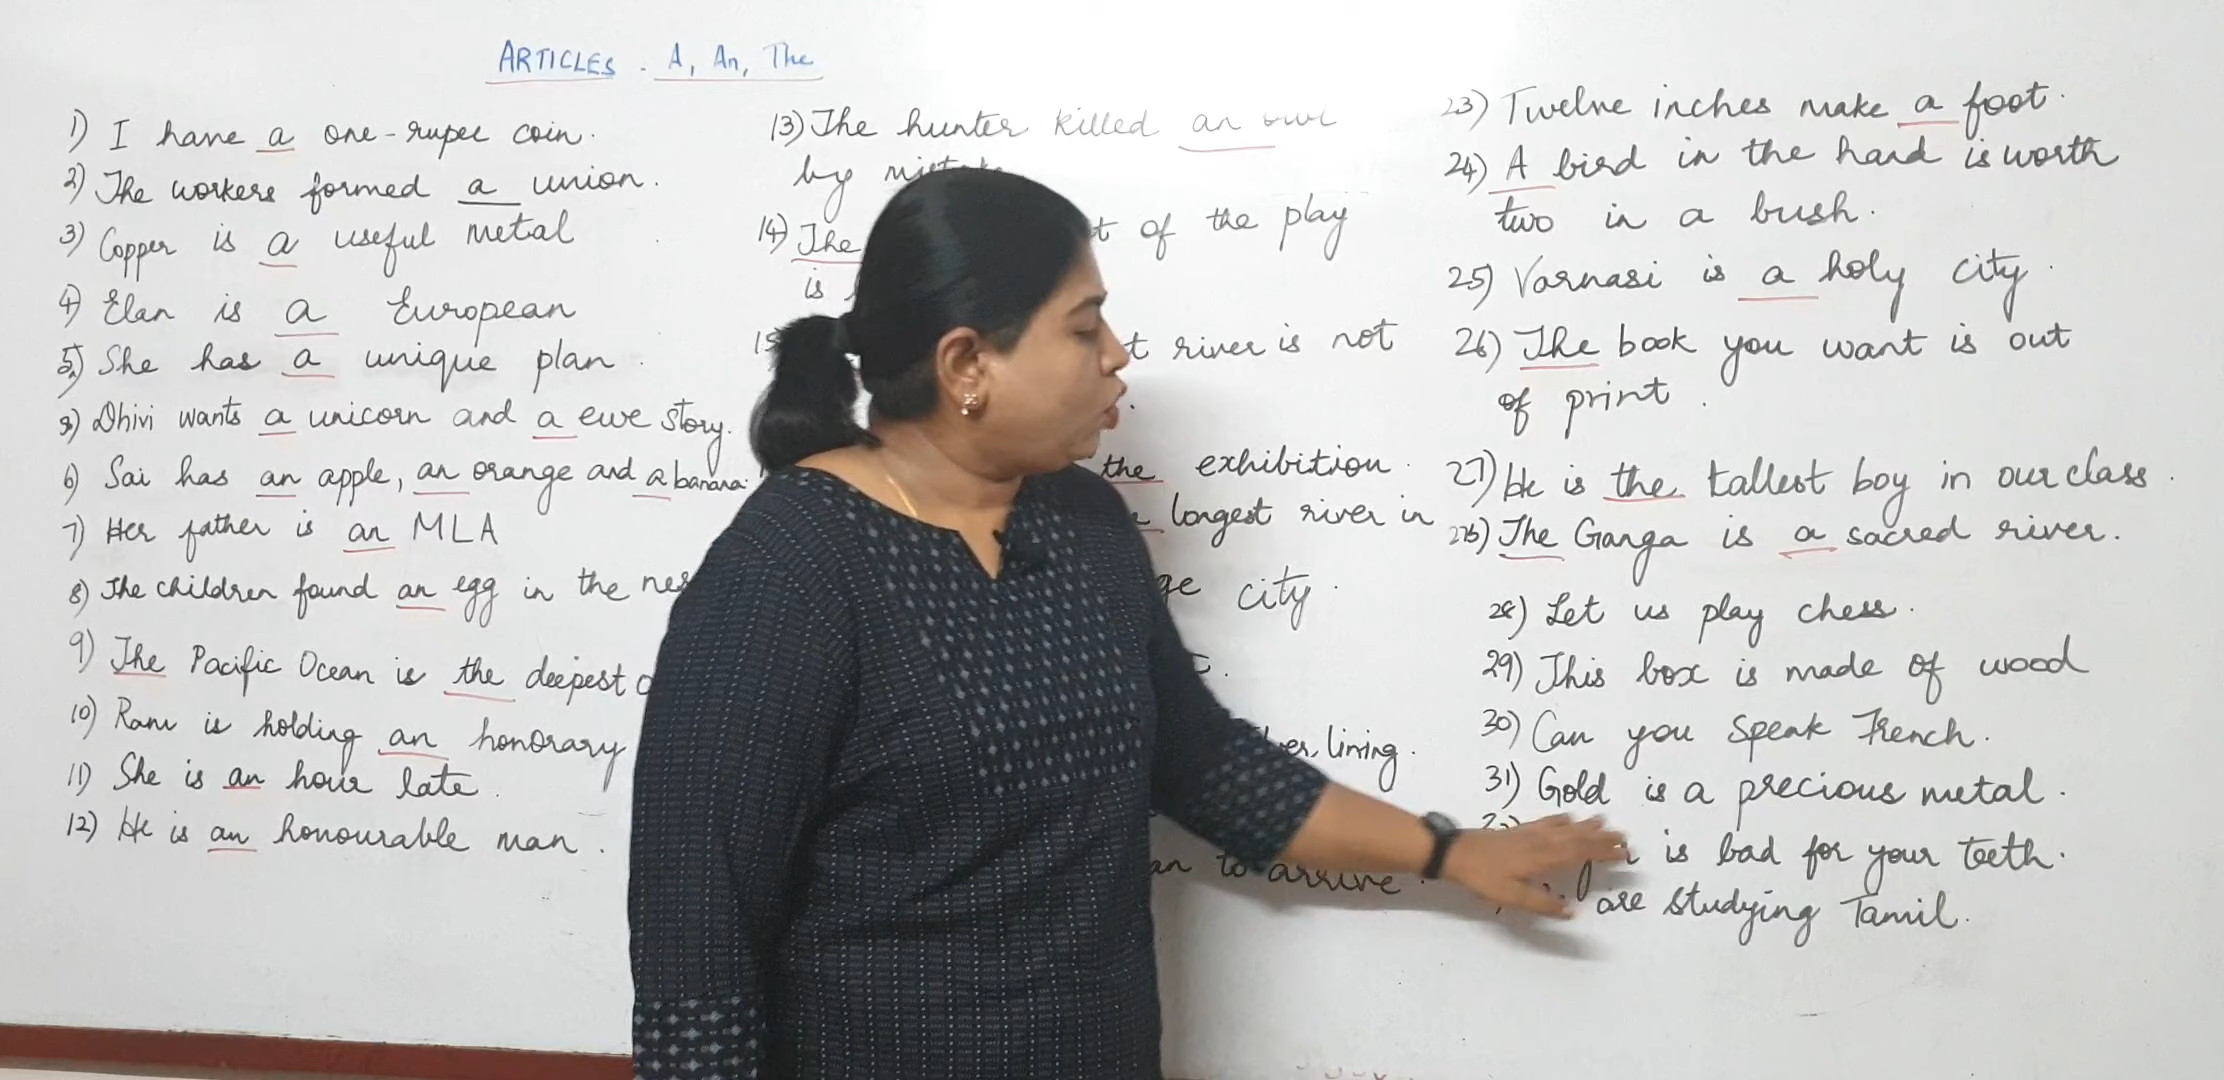 ARTICLES . A, An, The
1) I have a one-rupee coin.
2) The workers formed a union.
3) Copper is a useful metal
4) Elan is a European
5) She has a unique plan.
9) Dhivi wants a unicorn and a ewe story.
6) Sai has an apple, an orange and a banana.
7) Her father is an MLA
8) The children found an egg in the
9) The Pacific Ocean is the deepest
10) Ram is holding an honorary
11) She is an hour late.
12) He is an honourable man.
13) The hunter killed an owl
by
14) The of the play
is
river is not
the exhibition.
longest river in
city.
lining.
to arrive.
23) Twelve inches make a foot.
24) A bird in the hand is worth
two in a bush.
25) Varnasi is a holy city.
26) The book you want is out
of print.
27) He is the tallest boy in our class.
27b) The Ganga is a sacred river.
28) Let us play chess.
29) This box is made of wood
30) Can you speak French.
31) Gold is a precious metal.
is bad for your teeth.
are studying Tamil.